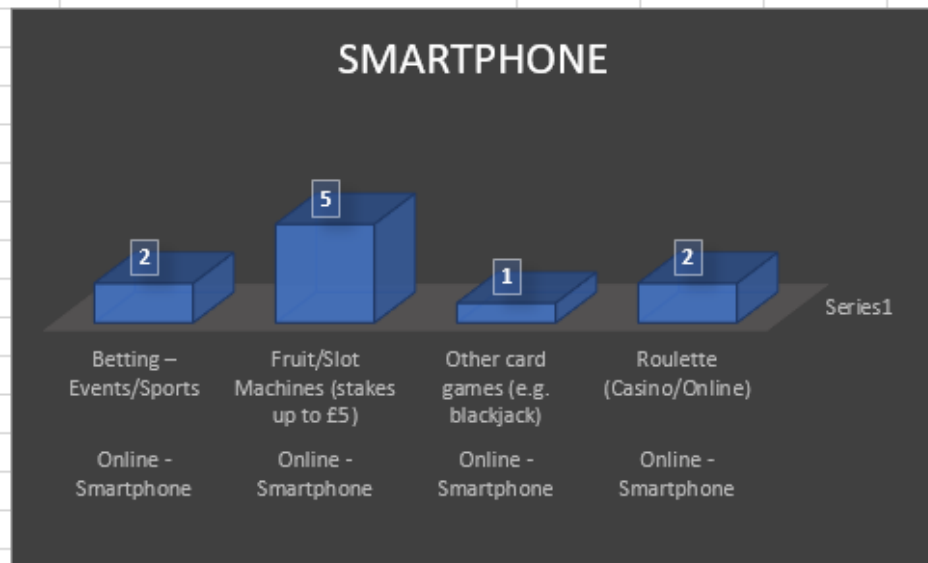 SMARTPHONE
5
2
2
1
Series1
Betting –
Events/Sports
Fruit/Slot
Machines (stakes
up to £5)
Other card
games (e.g.
blackjack)
Roulette
(Casino/Online)
Online -
Smartphone
Online -
Smartphone
Online -
Smartphone
Online -
Smartphone